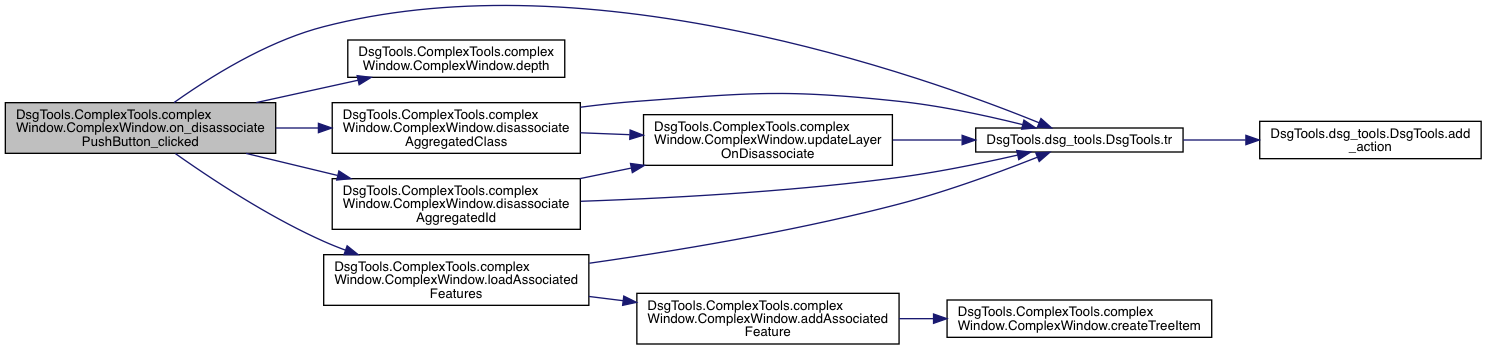 DsgTools.ComplexTools.complex
Window.ComplexWindow.on_disassociate
PushButton_clicked
DsgTools.ComplexTools.complex
Window.ComplexWindow.depth
DsgTools.ComplexTools.complex
Window.ComplexWindow.disassociate
AggregatedClass
DsgTools.ComplexTools.complex
Window.ComplexWindow.disassociate
AggregatedId
DsgTools.ComplexTools.complex
Window.ComplexWindow.loadAssociated
Features
DsgTools.ComplexTools.complex
Window.ComplexWindow.updateLayer
OnDisassociate
DsgTools.ComplexTools.complex
Window.ComplexWindow.addAssociated
Feature
DsgTools.dsg_tools.DsgTools.tr
DsgTools.ComplexTools.complex
Window.ComplexWindow.createTreeItem
DsgTools.dsg_tools.DsgTools.add
_action